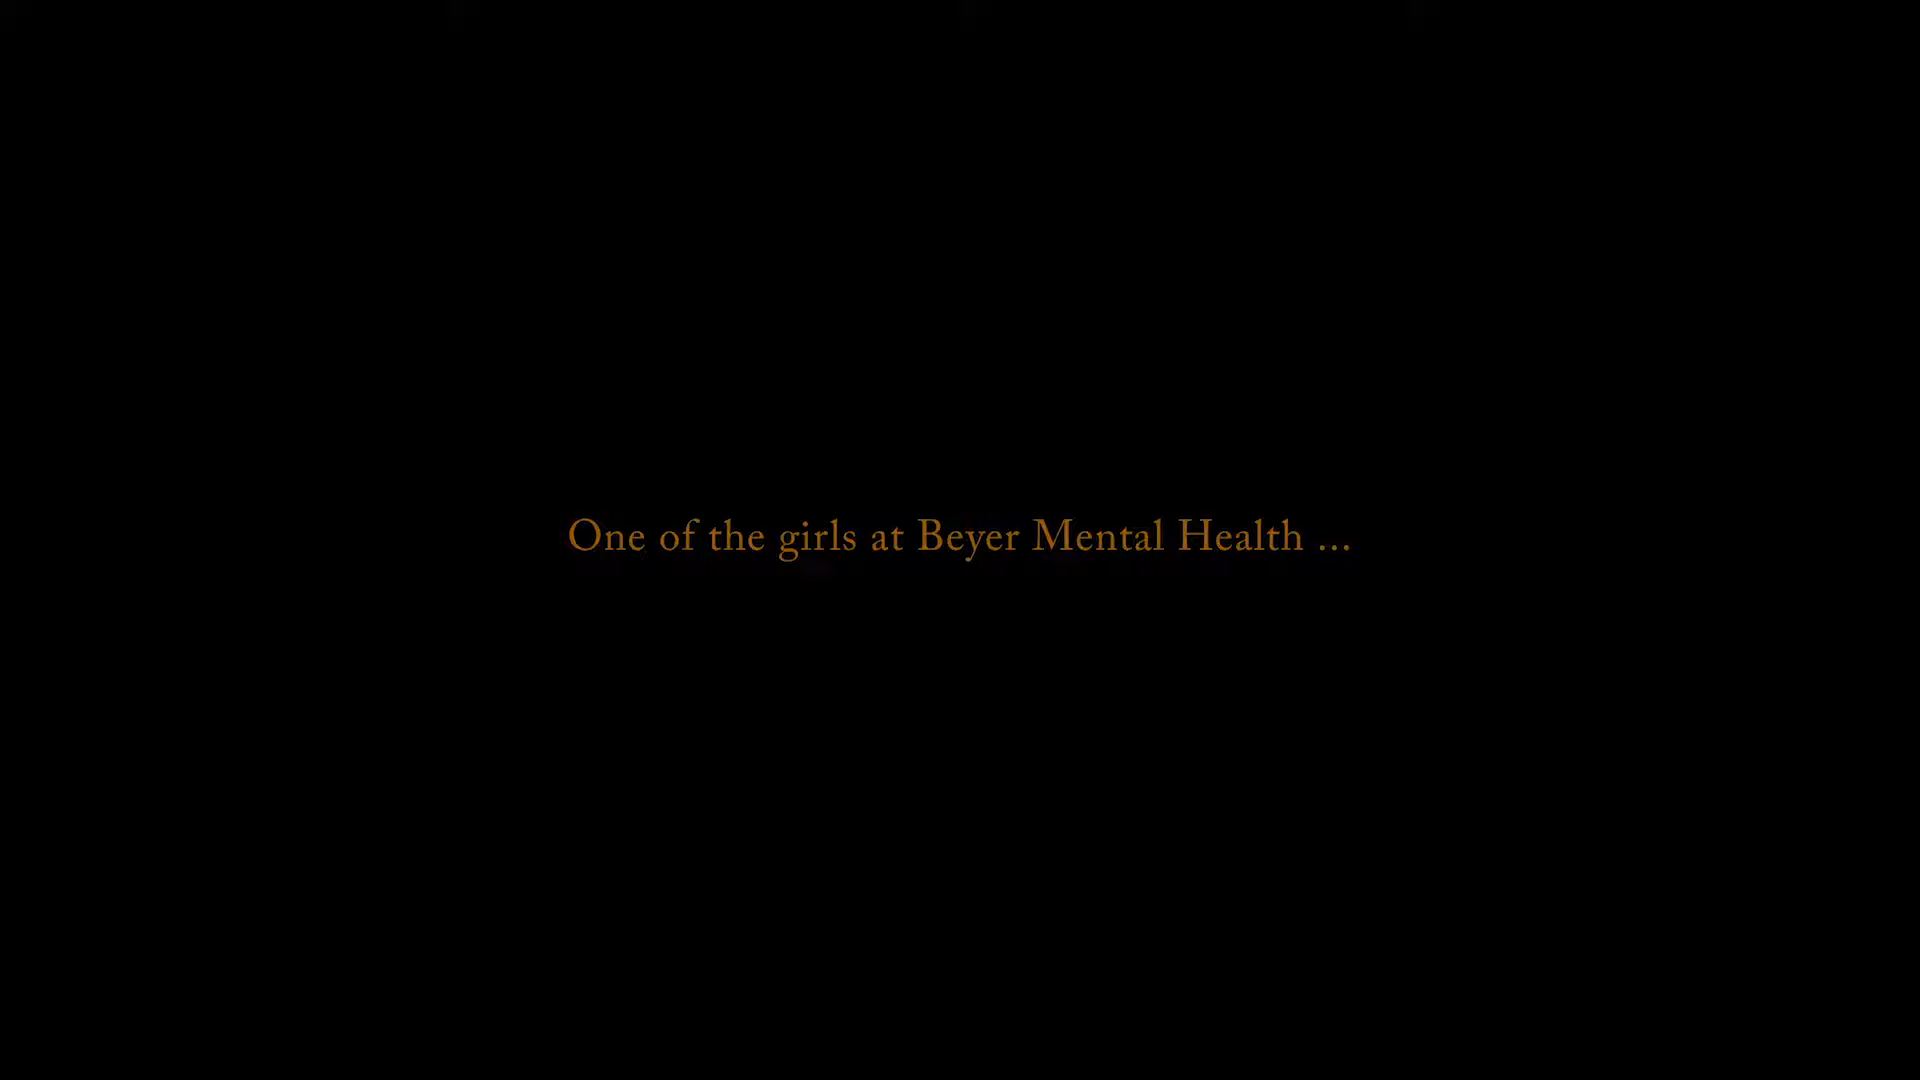 One of the girls at Beyer Mental Health ...